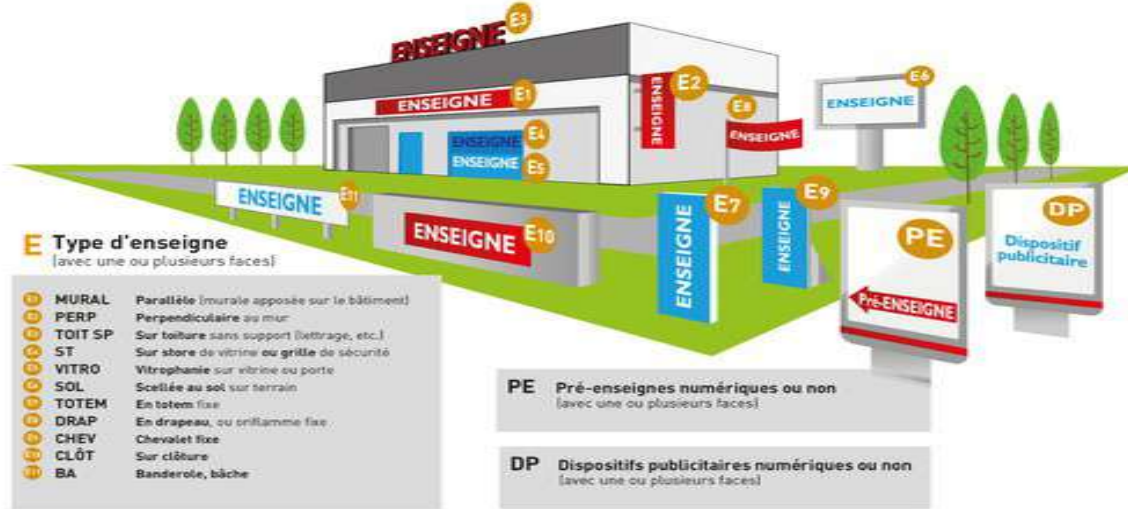 ENSEIGNE E3
ENSEIGNE E1
ENSEIGNE E2
ENSEIGNE E4
ENSEIGNE E5
ENSEIGNE E8
ENSEIGNE E6
ENSEIGNE E11
ENSEIGNE E10
ENSEIGNE E7
ENSEIGNE E9
PE
Pré-ENSEIGNE
DP
Dispositif
publicitaire
E Type d'enseigne
(avec une ou plusieurs faces)
MURAL Parallèle (murale apposée sur le bâtiment)
PERP Perpendiculaire au mur
TOIT SP Sur toiture sans support (lettrage, etc.)
ST Sur store de vitrine ou grille de sécurité
VITRO Vitrophanie sur vitrine ou porte
SOL Scellée au sol sur terrain
TOTEM En totem fixe
DRAP En drapeau, ou oriflamme fixe
CHEV Chevalet fixe
CLÔT Sur clôture
BA Banderole, bâche
PE Pré-enseignes numériques ou non
(avec une ou plusieurs faces)
DP Dispositifs publicitaires numériques ou non
(avec une ou plusieurs faces)